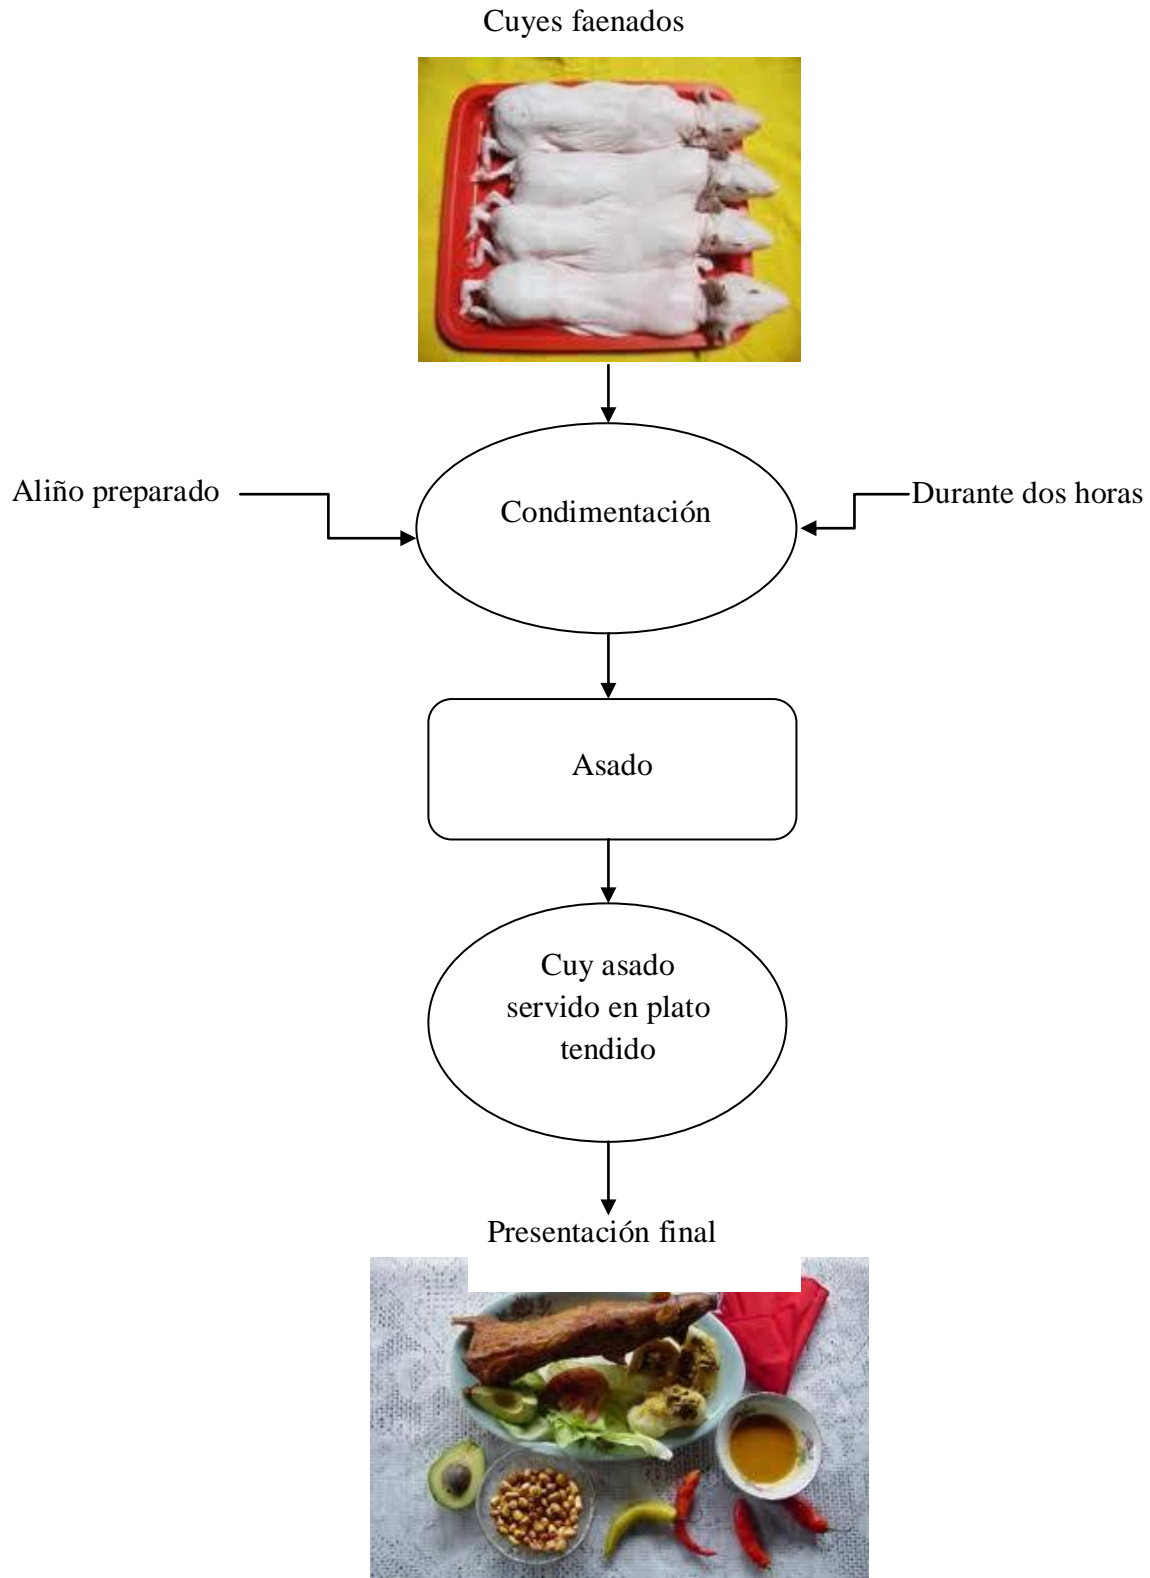 Cuyes faenados
Aliño preparado
Condimentación
Durante dos horas
Asado
Cuy asado
servido en plato
tendido
Presentación final